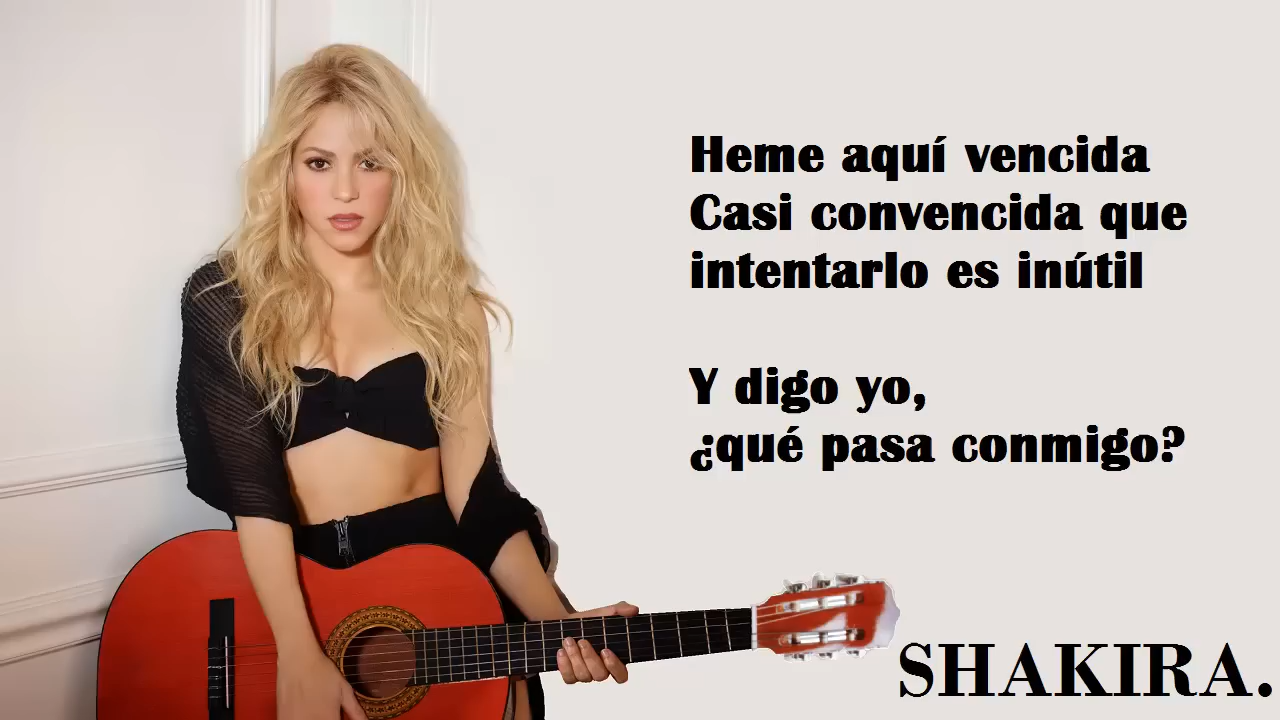 Heme aquí vencida
Casi convencida que
intentarlo es inútil
Y digo yo,
¿qué pasa conmigo?
SHAKIRA.